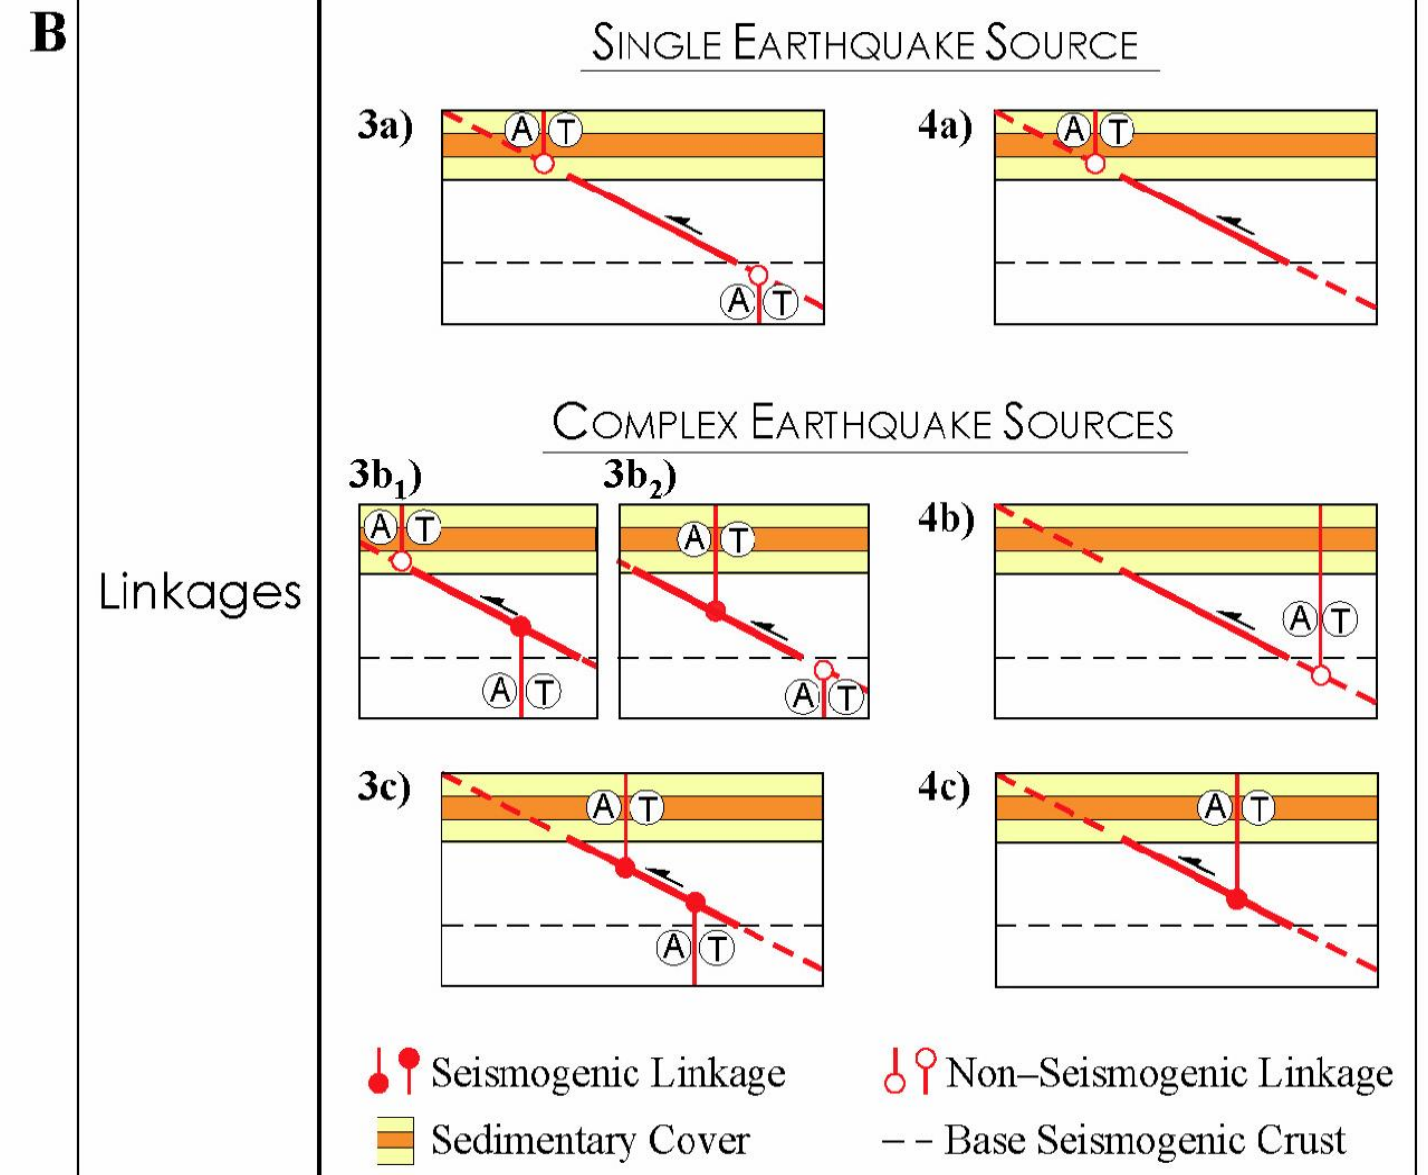 B
SINGLE EARTHQUAKE SOURCE
3a)
A T
A T
4a)
A T
COMPLEX EARTHQUAKE SOURCES
3b1)
A T
A T
3b2)
A T
A T
4b)
A T
Linkages
3c)
A T
A T
4c)
A T
Seismogenic Linkage
Non–Seismogenic Linkage
Sedimentary Cover
Base Seismogenic Crust